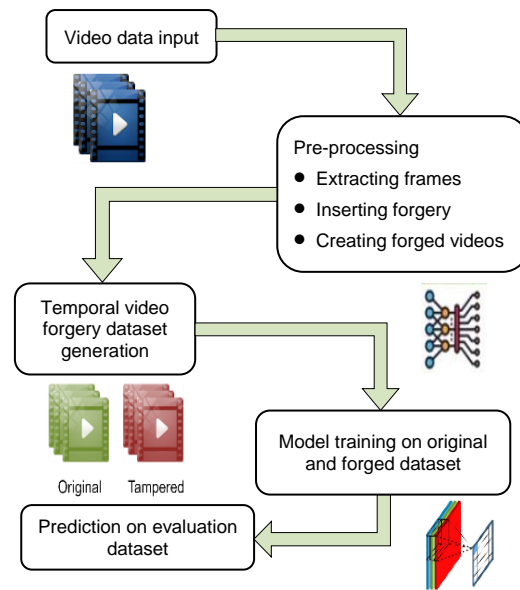 Video data input
Pre-processing
● Extracting frames
● Inserting forgery
● Creating forged videos
Temporal video
forgery dataset
generation
Original Tampered
Model training on original
and forged dataset
Prediction on evaluation
dataset